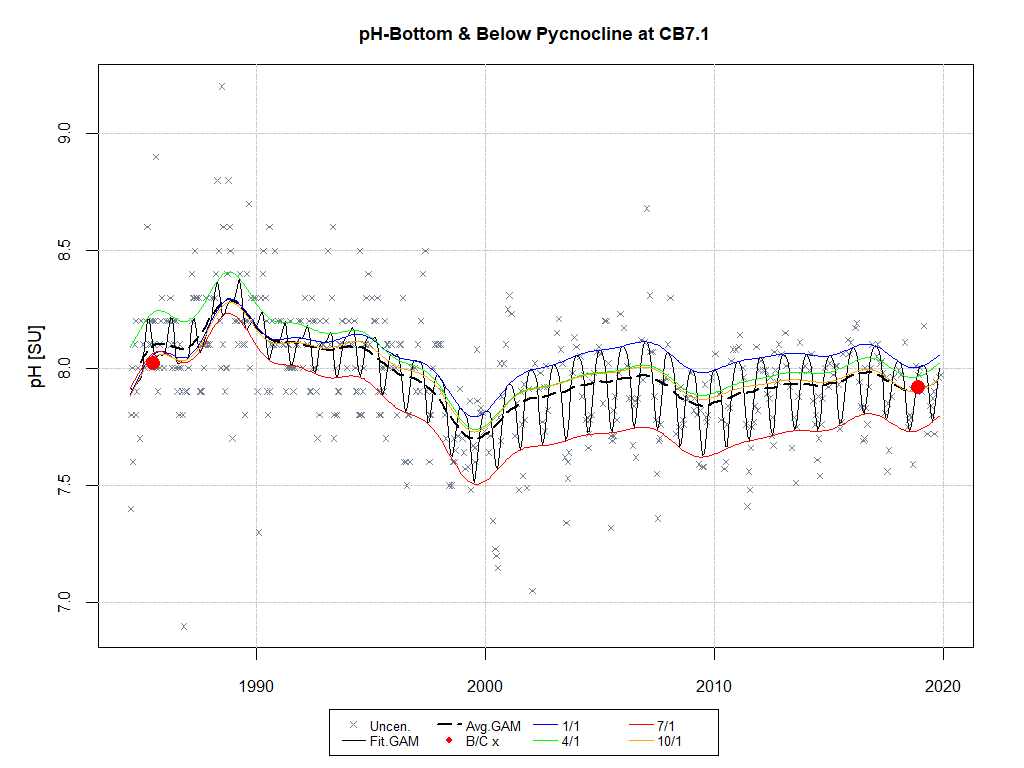 pH-Bottom & Below Pycnocline at CB7.1
pH [SU]
9.0
8.5
8.0
7.5
7.0
1990 2000 2010 2020
Uncen. Avg.GAM 1/1 7/1
Fit.GAM B/C x 4/1 10/1